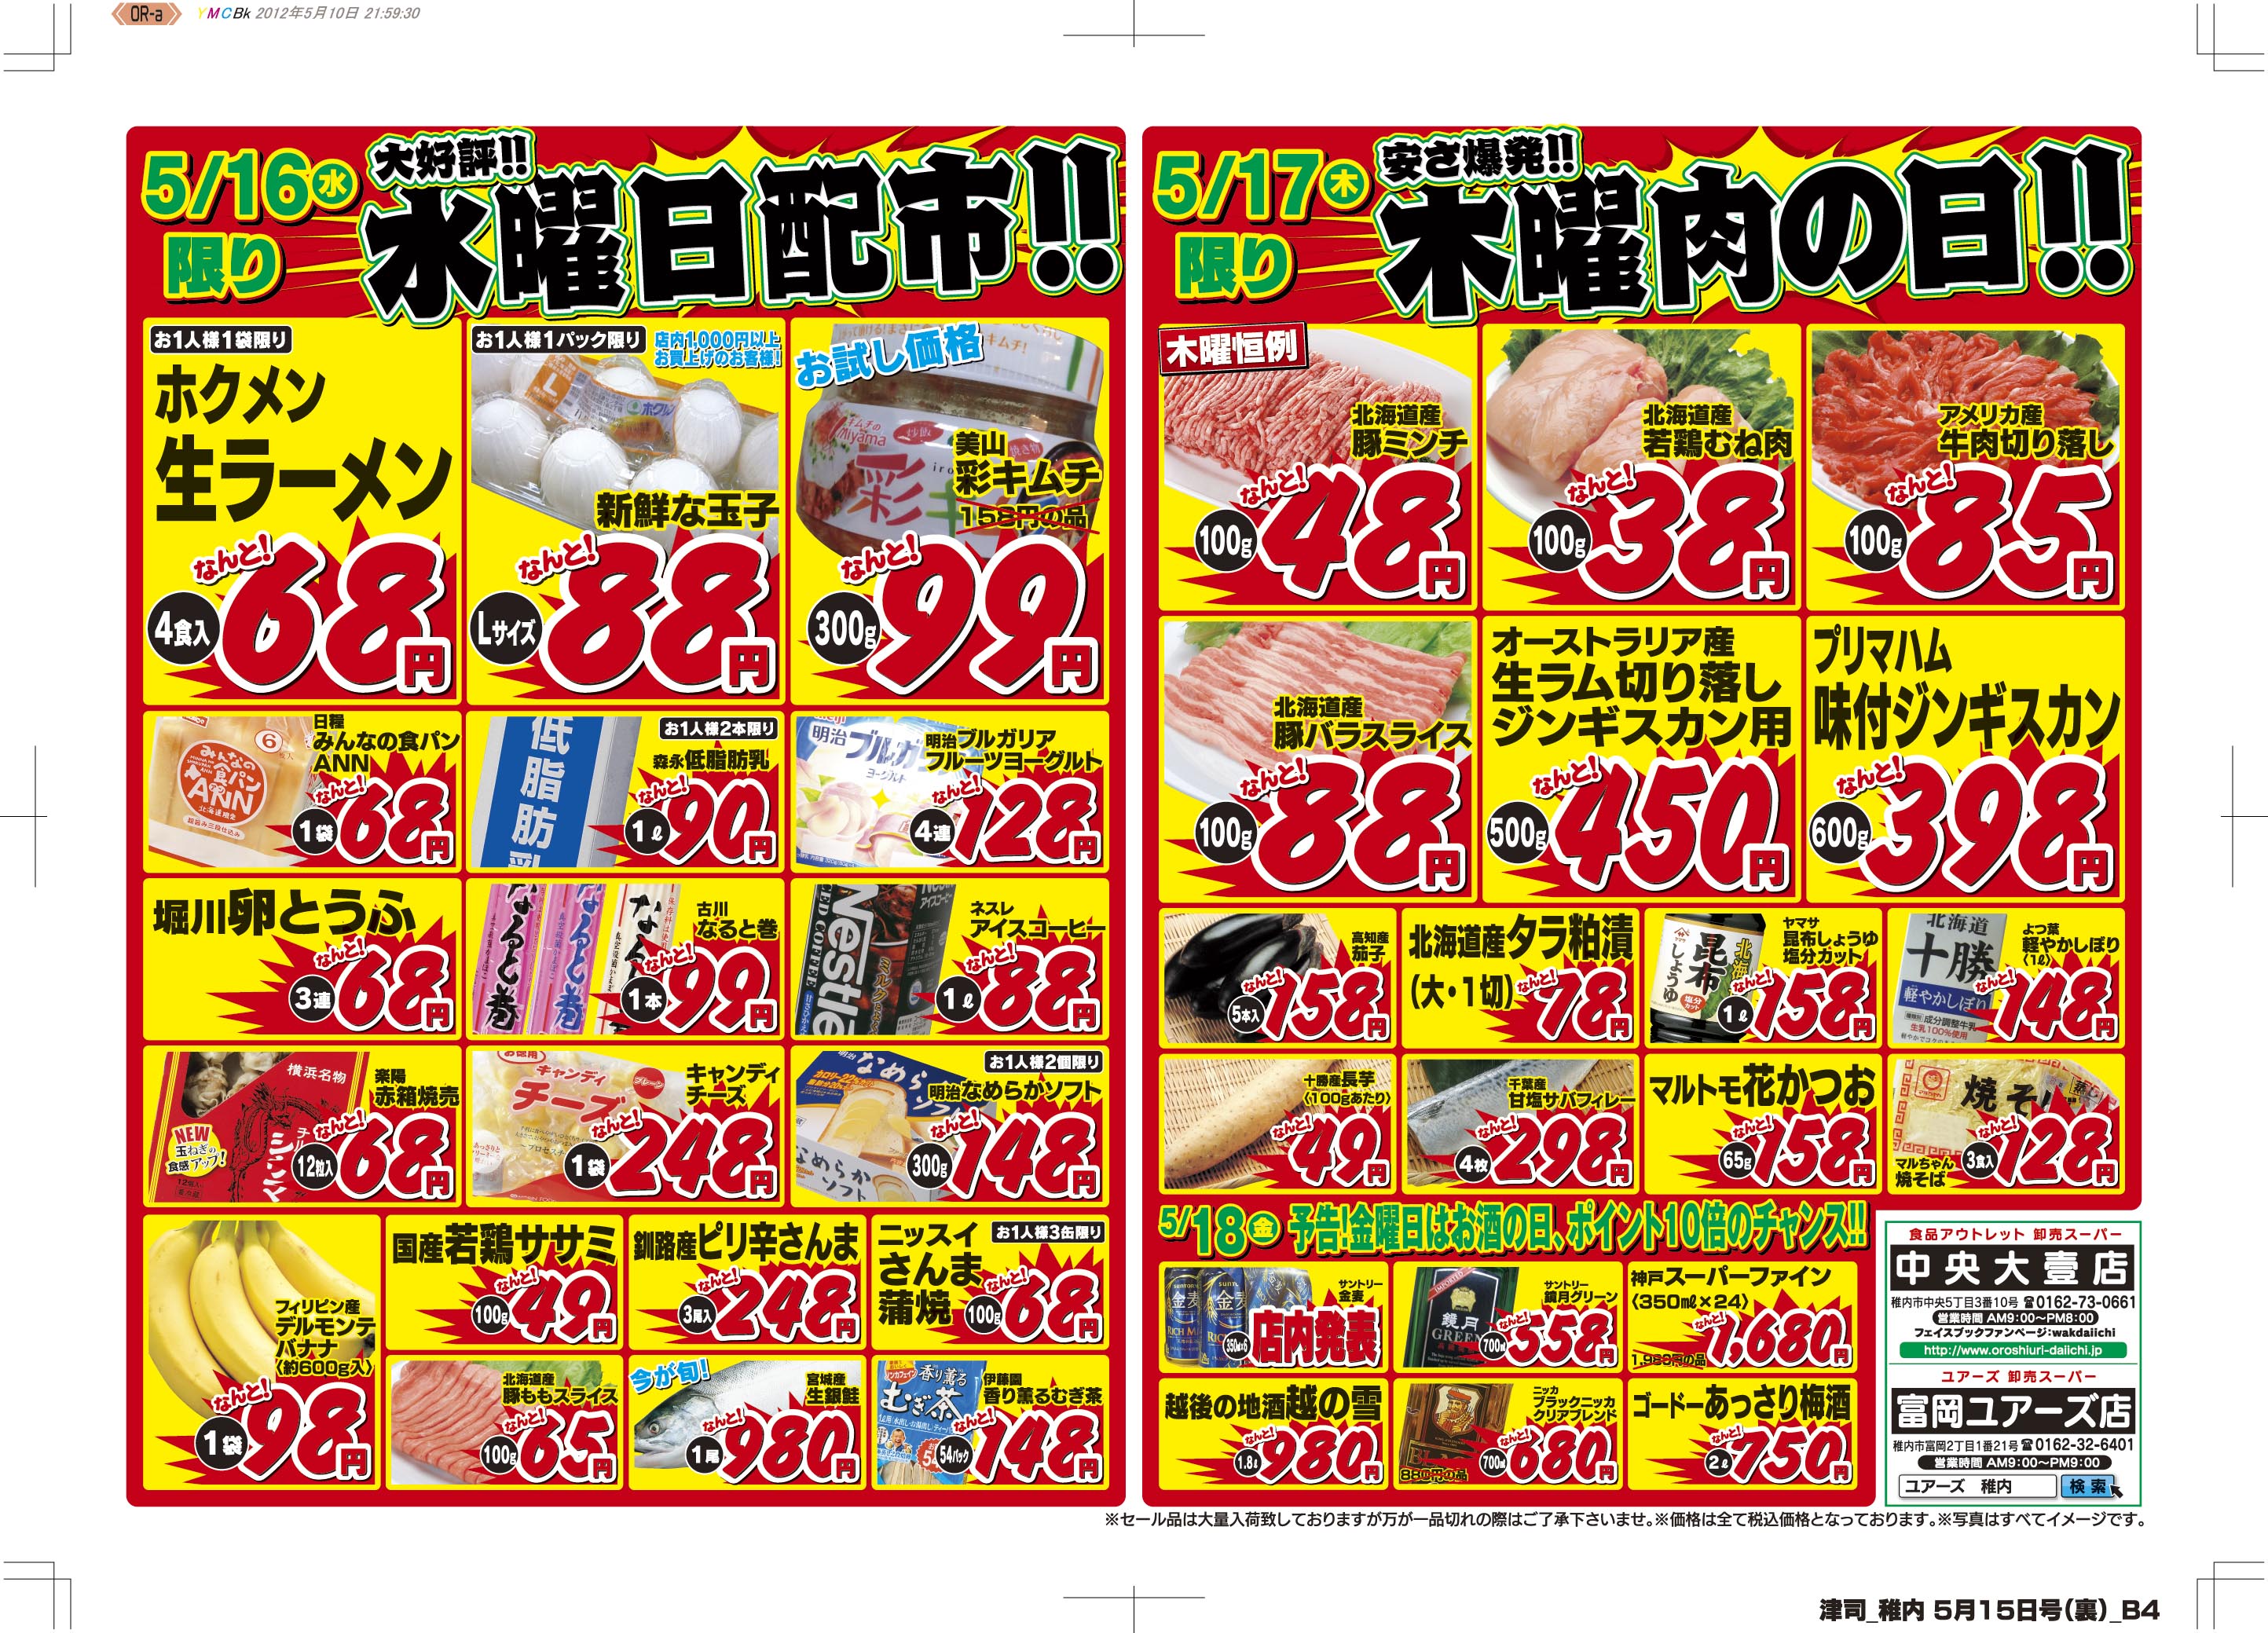 OR-a YMCBk 2012年5月10日 21:59:30
5/16㊌
限り
大好評!!
水曜日配市!!
お1人様1袋限り
ホクメン
生ラーメン
なんと!
4食入
68円
お1人様1パック限り
店内1,000円以上
お買上げのお客様!
新鮮な玉子
なんと!
Lサイズ
88円
お試し価格
美山
彩キムチ
158円の品
なんと!
300g
99円
日糧
みんなの食パン
ANN
なんと!
1袋
68円
お1人様2本限り
森永低脂肪乳
低脂肪乳
なんと!
1ℓ
90円
明治ブルガリア
フルーツヨーグルト
なんと!
4連
128円
堀川卵とうふ
なんと!
3連
68円
古川
なると巻
なんと!
1本
99円
ネスレ
アイスコーヒー
Nestlé
なんと!
1ℓ
88円
楽陽
赤箱焼売
横浜名物
NEW
玉ねぎの
食感アップ!
なんと!
12粒入
68円
キャンディ
チーズ
なんと!
1袋
248円
お1人様2個限り
明治なめらかソフト
なんと!
300g
148円
フィリピン産
デルモンテ
バナナ
〈約600g入〉
なんと!
1袋
98円
国産若鶏ササミ
なんと!
100g
49円
釧路産ピリ辛さんま
なんと!
3尾入
248円
お1人様3缶限り
ニッスイ
さんま
蒲焼
なんと!
100g
68円
北海道産
豚ももスライス
なんと!
100g
65円
今が旬!
宮城産
生銀鮭
なんと!
1尾
980円
伊藤園
香り薫るむぎ茶
なんと!
54パック
148円
5/17㊍
限り
安さ爆発!!
木曜肉の日!!
木曜恒例
北海道産
豚ミンチ
なんと!
100g
48円
北海道産
若鶏むね肉
なんと!
100g
38円
アメリカ産
牛肉切り落し
なんと!
100g
85円
北海道産
豚バラスライス
なんと!
100g
88円
オーストラリア産
生ラム切り落し
ジンギスカン用
なんと!
500g
450円
プリマハム
味付ジンギスカン
なんと!
600g
398円
高知産
茄子
なんと!
5本入
158円
北海道産タラ粕漬
(大・1切)
なんと!
78円
ヤマサ
昆布しょうゆ
塩分カット
なんと!
1ℓ
158円
よつ葉
軽やかしぼり
〈1ℓ〉
なんと!
148円
十勝産長芋
〈100gあたり〉
なんと!
49円
千葉産
甘塩サバフィレー
なんと!
4枚
298円
マルトモ花かつお
なんと!
65g
158円
マルちゃん
焼そば
なんと!
3食入
128円
5/18㊎ 予告!金曜日はお酒の日、ポイント10倍のチャンス!!
サントリー
金麦
350㎖×6
店内発表
サントリー
鏡月グリーン
なんと!
700㎖
558円
神戸スーパーファイン
〈350㎖×24〉
なんと!
1,980円の品
1,680円
越後の地酒越の雪
なんと!
1.8ℓ
980円
ニッカ
ブラックニッカ
クリアブレンド
なんと!
880円の品
700㎖
680円
ゴードーあっさり梅酒
なんと!
2ℓ
750円
食品アウトレット 卸売スーパー
中央大壹店
稚内市中央5丁目3番10号 ☎0162-73-0661
営業時間 AM9:00〜PM8:00
フェイスブックファンページ:wakdaiichi
http://www.oroshiuri-daiichi.jp
ユアーズ 卸売スーパー
富岡ユアーズ店
稚内市富岡2丁目1番21号 ☎0162-32-6401
営業時間 AM9:00〜PM9:00
ユアーズ 稚内 検索
※セール品は大量入荷致しておりますが万が一品切れの際はご了承下さいませ。※価格は全て税込価格となっております。※写真はすべてイメージです。
津司_稚内 5月15日号(裏)_B4